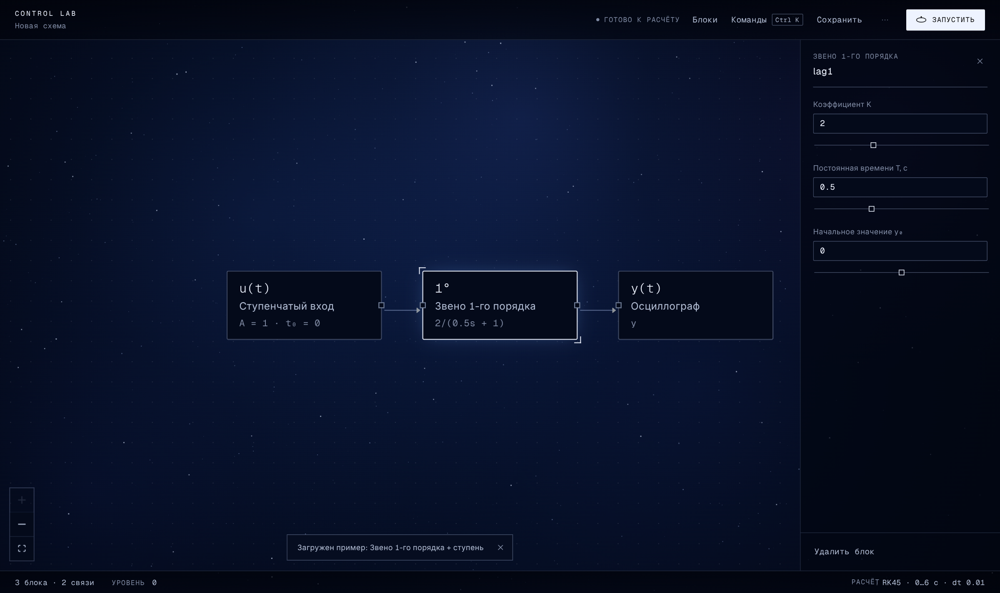 CONTROL LAB
Новая схема
ГОТОВО К РАСЧЁТУ
Блоки
Команды Ctrl K
Сохранить
...
ЗАПУСТИТЬ
ЗВЕНО 1-ГО ПОРЯДКА
lag1
Коэффициент K
2
Постоянная времени T, с
0.5
Начальное значение y₀
0
u(t)
Ступенчатый вход
A = 1 · t₀ = 0
1°
Звено 1-го порядка
2/(0.5s + 1)
y(t)
Осциллограф
y
Загружен пример: Звено 1-го порядка + ступень
Удалить блок
3 блока · 2 связи
УРОВЕНЬ 0
РАСЧЁТ RK45 · 0…6 с · dt 0.01